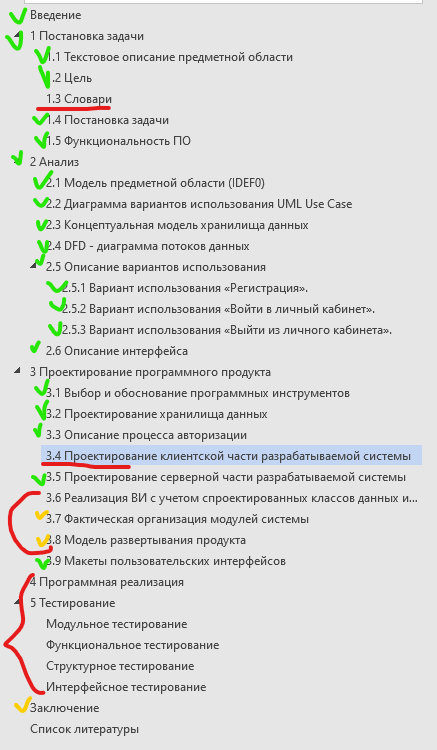 Введение
1 Постановка задачи
1.1 Текстовое описание предметной области
1.2 Цель
1.3 Словари
1.4 Постановка задачи
1.5 Функциональность ПО
2 Анализ
2.1 Модель предметной области (IDEF0)
2.2 Диаграмма вариантов использования UML Use Case
2.3 Концептуальная модель хранилища данных
2.4 DFD - диаграмма потоков данных
2.5 Описание вариантов использования
2.5.1 Вариант использования «Регистрация».
2.5.2 Вариант использования «Войти в личный кабинет».
2.5.3 Вариант использования «Выйти из личного кабинета».
2.6 Описание интерфейса
3 Проектирование программного продукта
3.1 Выбор и обоснование программных инструментов
3.2 Проектирование хранилища данных
3.3 Описание процесса авторизации
3.4 Проектирование клиентской части разрабатываемой системы
3.5 Проектирование серверной части разрабатываемой системы
3.6 Реализация ВИ с учетом спроектированных классов данных и...
3.7 Фактическая организация модулей системы
3.8 Модель развертывания продукта
3.9 Макеты пользовательских интерфейсов
4 Программная реализация
5 Тестирование
Модульное тестирование
Функциональное тестирование
Структурное тестирование
Интерфейсное тестирование
Заключение
Список литературы